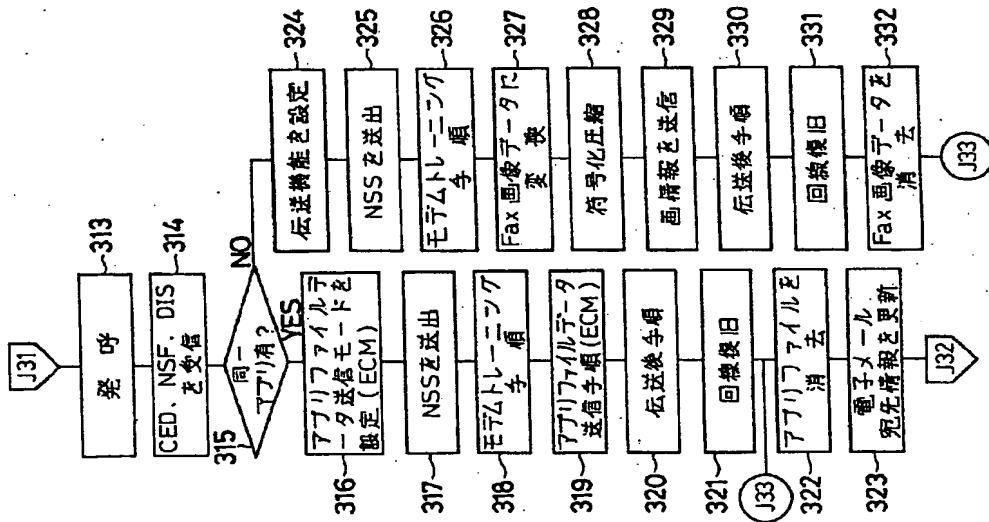 J31
発呼
313
CED、NSF、DIS
を受信
314
同一
アプリ有?
315
NO
YES
アプリファイルデ
ータ送信モードを
設定(ECM)
316
NSSを送出
317
モデムトレーニング
手順
318
アプリファイルデータ
送信手順(ECM)
319
伝送後手順
320
回線復旧
321
J33
アプリファイルを
消去
322
電子メール
宛先情報を更新
323
J32
伝送機能を設定
324
NSSを送出
325
モデムトレーニング
手順
326
Fax画像データに
変換
327
符号化圧縮
328
画情報を送信
329
伝送後手順
330
回線復旧
331
Fax画像データを
消去
332
J33